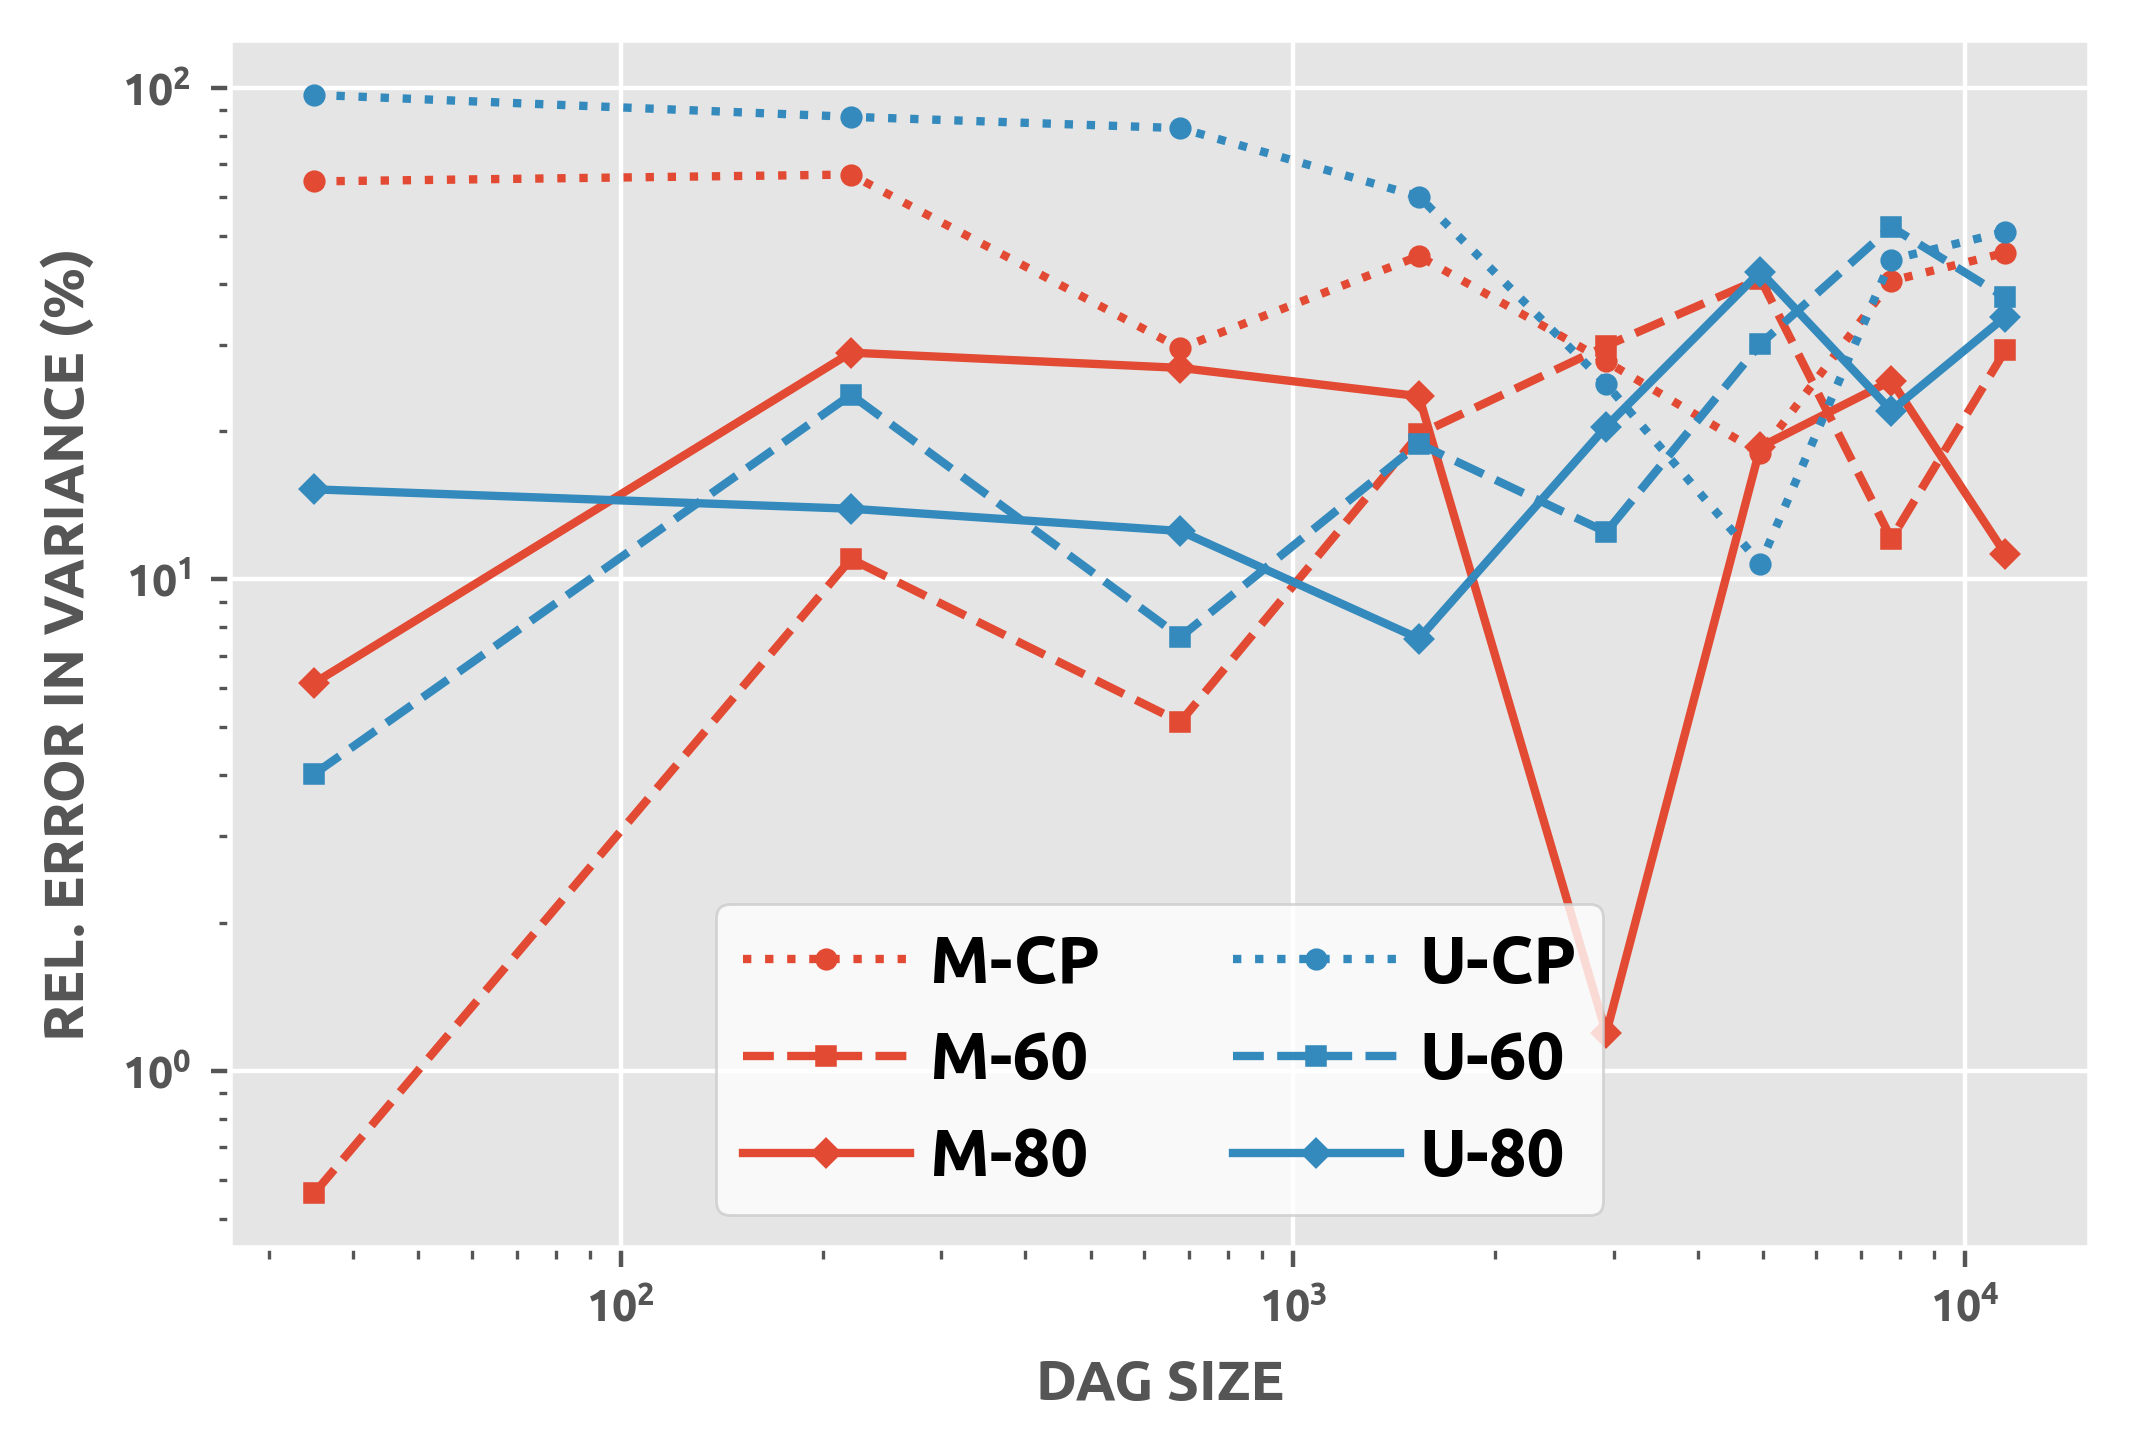 REL. ERROR IN VARIANCE (%)
10²
10¹
10⁰
M-CP
U-CP
M-60
U-60
M-80
U-80
10²
10³
10⁴
DAG SIZE